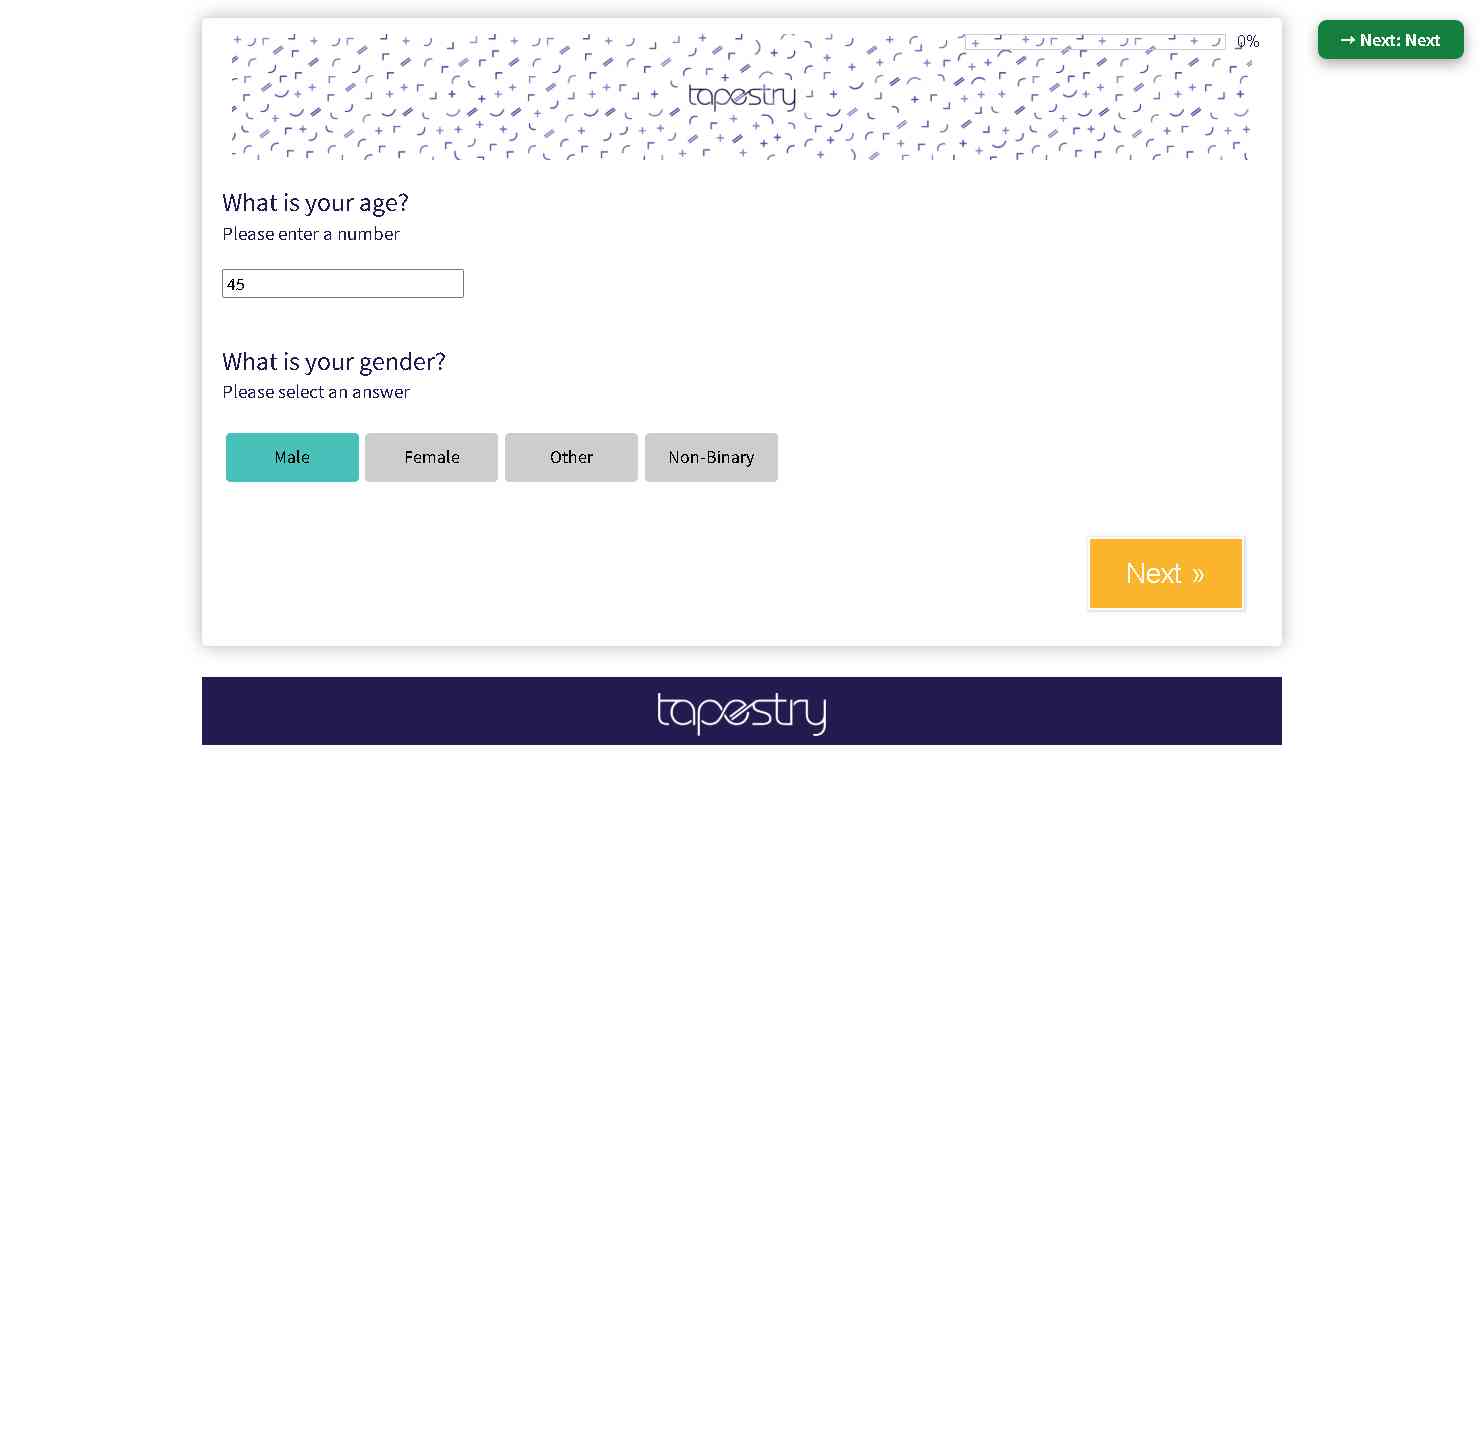 0%
→ Next: Next
tapestry
What is your age?
Please enter a number
45
What is your gender?
Please select an answer
Male Female Other Non-Binary
Next »
tapestry